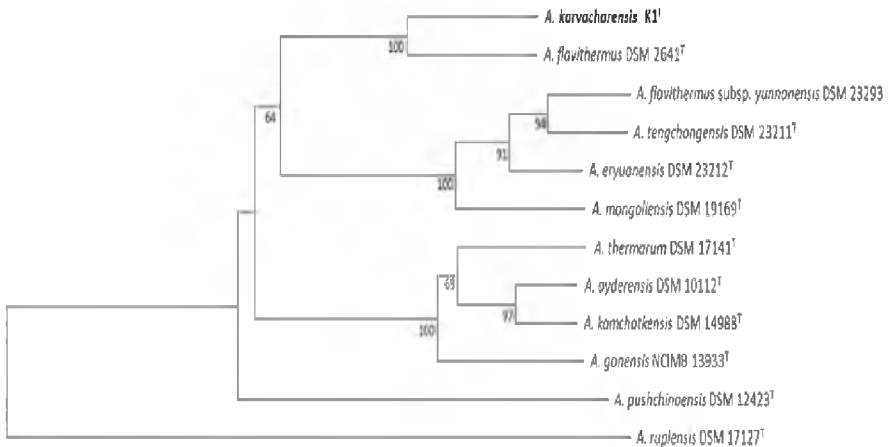 A. karvacharensis K1ᵀ
100
A. flavithermus DSM 2641ᵀ
A. flavithermus subsp. yunnanensis DSM 23293
94
A. tengchongensis DSM 23211ᵀ
64
91
A. eryuanensis DSM 23212ᵀ
100
A. mongoliensis DSM 19169ᵀ
A. thermarum DSM 17141ᵀ
69
A. ayderensis DSM 10112ᵀ
97
A. kamchatkensis DSM 14988ᵀ
100
A. gonensis NCIMB 13933ᵀ
A. pushchinoensis DSM 12423ᵀ
A. rupiensis DSM 17127ᵀ